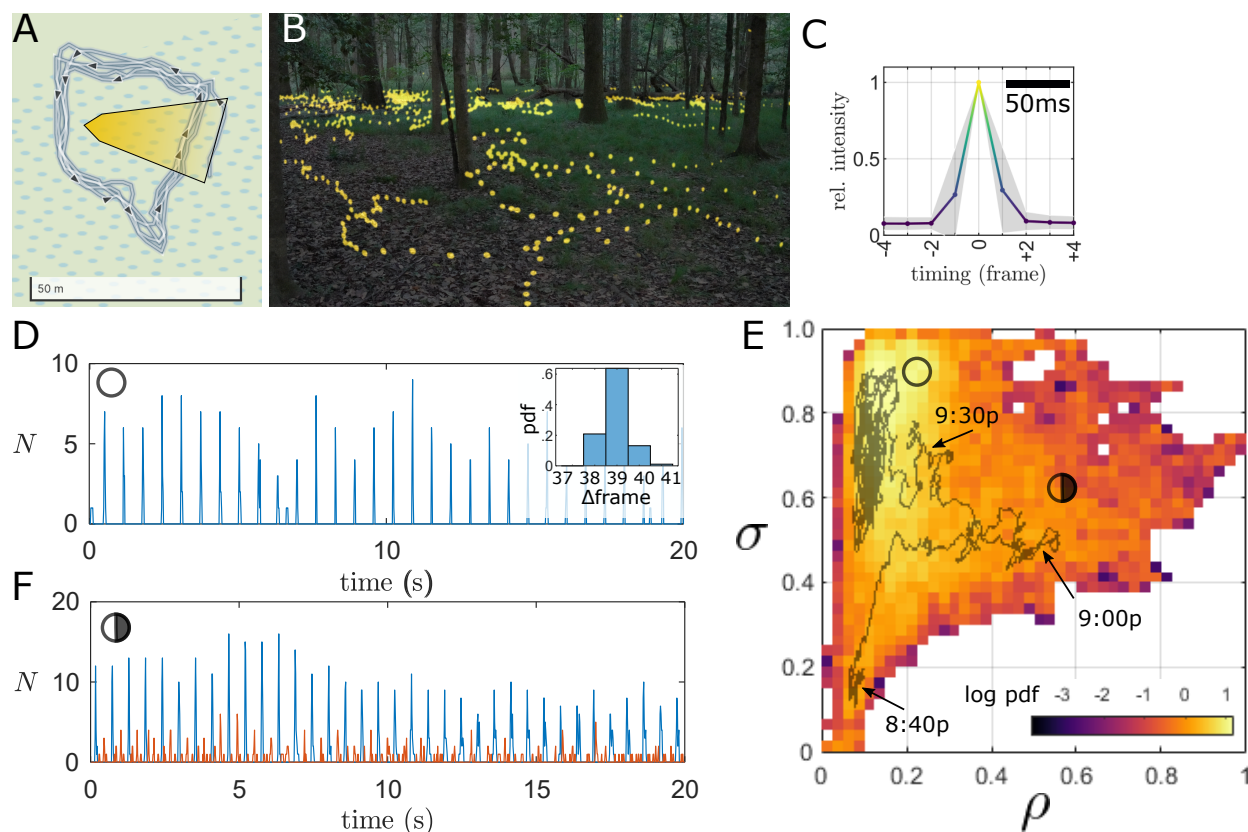 A
50 m
B
C
50ms
1
0.5
0
rel. intensity
-4
-2
0
+2
+4
timing (frame)
D
10
5
0
N
0
10
20
time (s)
.6
.2
0
pdf
37 38 39 40 41
Δframe
E
1.0
0.8
0.6
0.4
0.2
0
σ
9:30p
9:00p
8:40p
log pdf
-3
-2
-1
0
1
0
0.2
0.4
0.6
0.8
1
ρ
F
20
10
0
N
0
5
10
15
20
time (s)